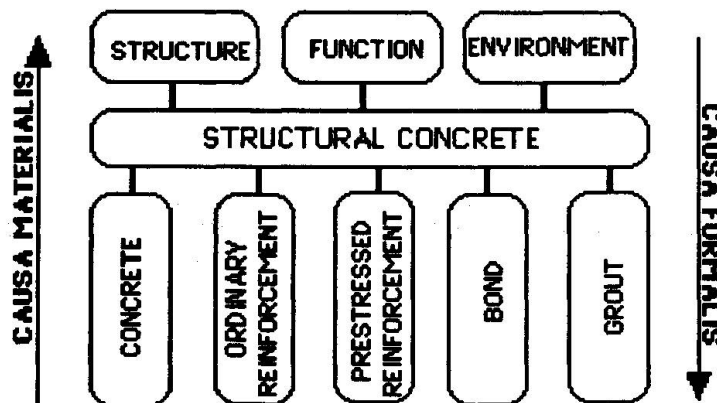 STRUCTURE
FUNCTION
ENVIRONMENT
STRUCTURAL CONCRETE
CAUSA MATERIALIS
CONCRETE
ORDINARY
REINFORCEMENT
PRESTRESSED
REINFORCEMENT
BOND
GROUT
CAUSA FORMALIS